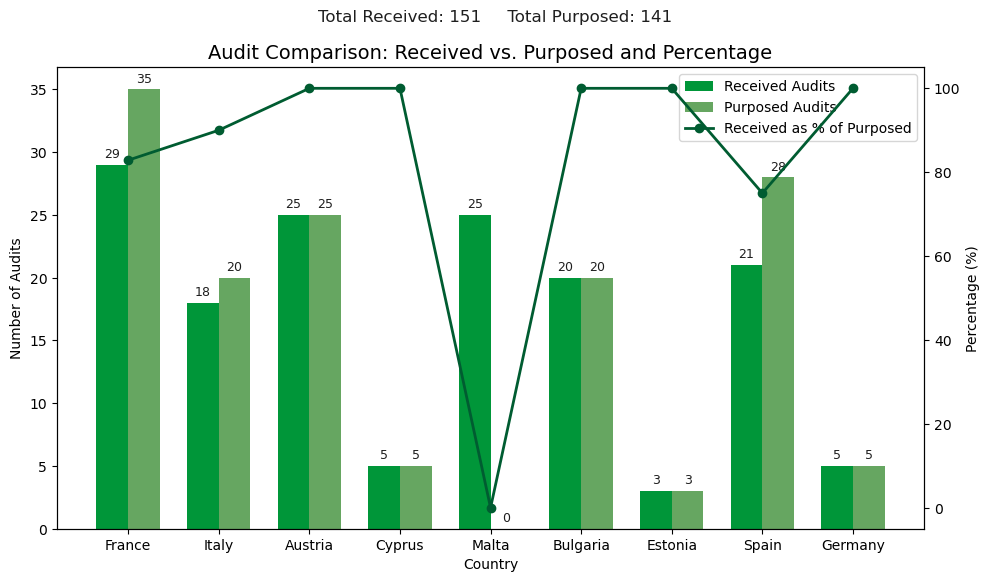 Total Received: 151     Total Purposed: 141
Audit Comparison: Received vs. Purposed and Percentage
Received Audits
Purposed Audits
Received as % of Purposed
Number of Audits
35
30
25
20
15
10
5
0
29 35
18 20
25 25
5 5
25 0
20 20
3 3
21 28
5 5
100
80
60
40
20
0
Percentage (%)
France Italy Austria Cyprus Malta Bulgaria Estonia Spain Germany
Country